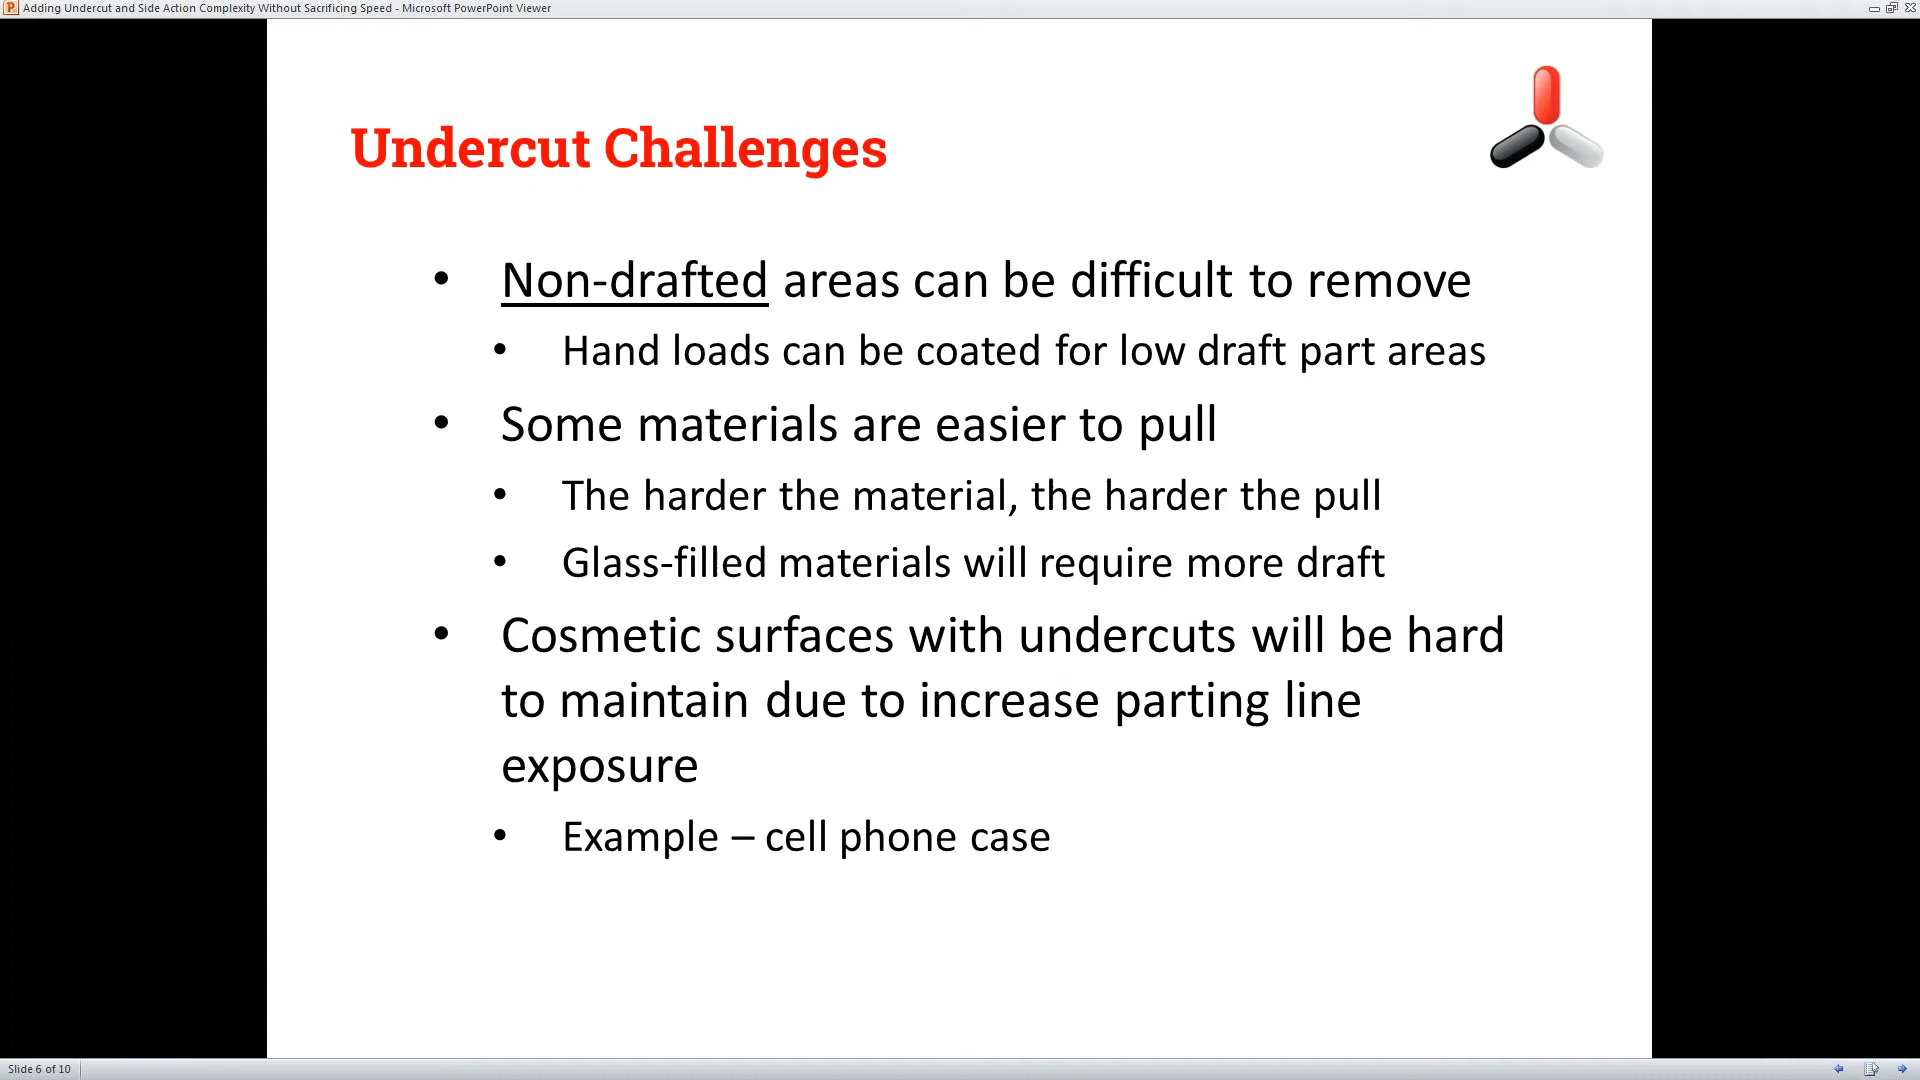 Adding Undercut and Side Action Complexity Without Sacrificing Speed - Microsoft PowerPoint Viewer
Undercut Challenges
• Non-drafted areas can be difficult to remove
• Hand loads can be coated for low draft part areas
• Some materials are easier to pull
• The harder the material, the harder the pull
• Glass-filled materials will require more draft
• Cosmetic surfaces with undercuts will be hard
to maintain due to increase parting line
exposure
• Example – cell phone case
Slide 6 of 10